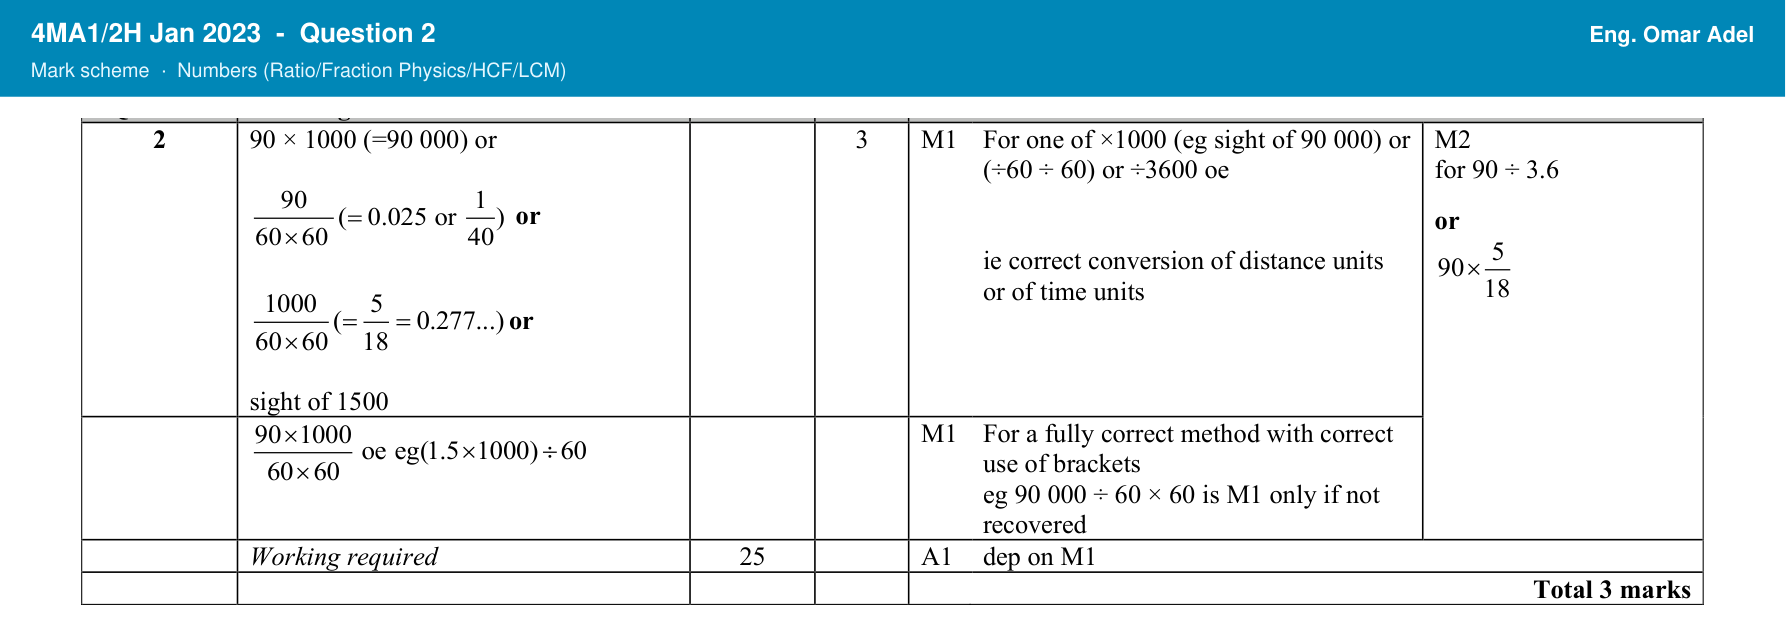 4MA1/2H Jan 2023 - Question 2
Eng. Omar Adel
Mark scheme · Numbers (Ratio/Fraction Physics/HCF/LCM)
2
90 × 1000 (=90 000) or
90/(60×60) (= 0.025 or 1/40) or
1000/(60×60) (= 5/18 = 0.277...) or
sight of 1500
3
M1 For one of ×1000 (eg sight of 90 000) or
(÷60 ÷ 60) or ÷3600 oe
ie correct conversion of distance units
or of time units
M2
for 90 ÷ 3.6
or
90× 5/18
(90×1000)/(60×60) oe eg(1.5×1000)÷60
M1 For a fully correct method with correct
use of brackets
eg 90 000 ÷ 60 × 60 is M1 only if not
recovered
Working required
25
A1 dep on M1
Total 3 marks